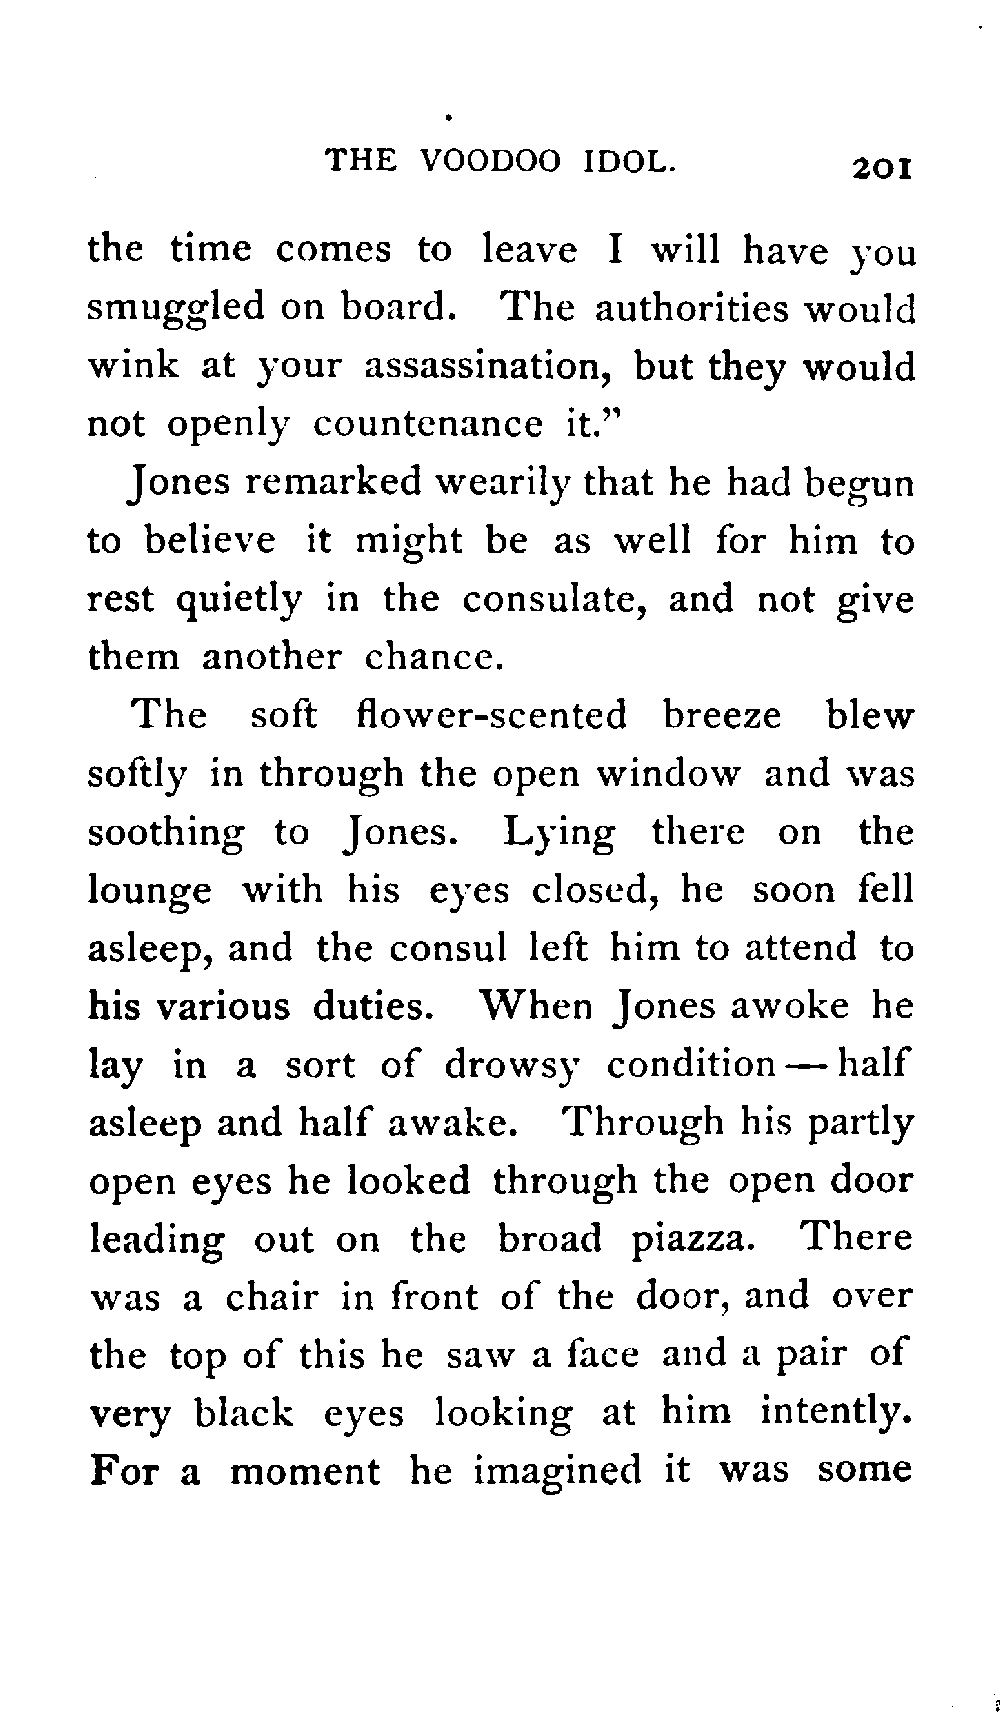 THE VOODOO IDOL. 201
the time comes to leave I will have you
smuggled on board. The authorities would
wink at your assassination, but they would
not openly countenance it.”
Jones remarked wearily that he had begun
to believe it might be as well for him to
rest quietly in the consulate, and not give
them another chance.
The soft flower-scented breeze blew
softly in through the open window and was
soothing to Jones. Lying there on the
lounge with his eyes closed, he soon fell
asleep, and the consul left him to attend to
his various duties. When Jones awoke he
lay in a sort of drowsy condition — half
asleep and half awake. Through his partly
open eyes he looked through the open door
leading out on the broad piazza. There
was a chair in front of the door, and over
the top of this he saw a face and a pair of
very black eyes looking at him intently.
For a moment he imagined it was some